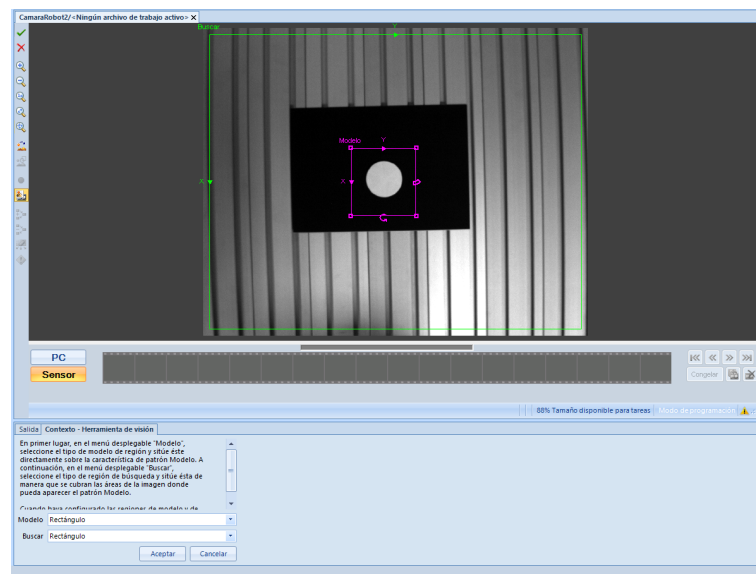 CamaraRobot2/<Ningún archivo de trabajo activo> X
Buscar
Y
Modelo
Y
X
X
PC
Sensor
Congelar
88% Tamaño disponible para tareas
Modo de programación
Salida
Contexto - Herramienta de visión
En primer lugar, en el menú desplegable "Modelo",
seleccione el tipo de modelo de región y sitúe éste
directamente sobre la característica de patrón Modelo. A
continuación, en el menú desplegable "Buscar",
seleccione el tipo de región de búsqueda y sitúe ésta de
manera que se cubran las áreas de la imagen donde
pueda aparecer el patrón Modelo.
Modelo Rectángulo
Buscar Rectángulo
Aceptar
Cancelar